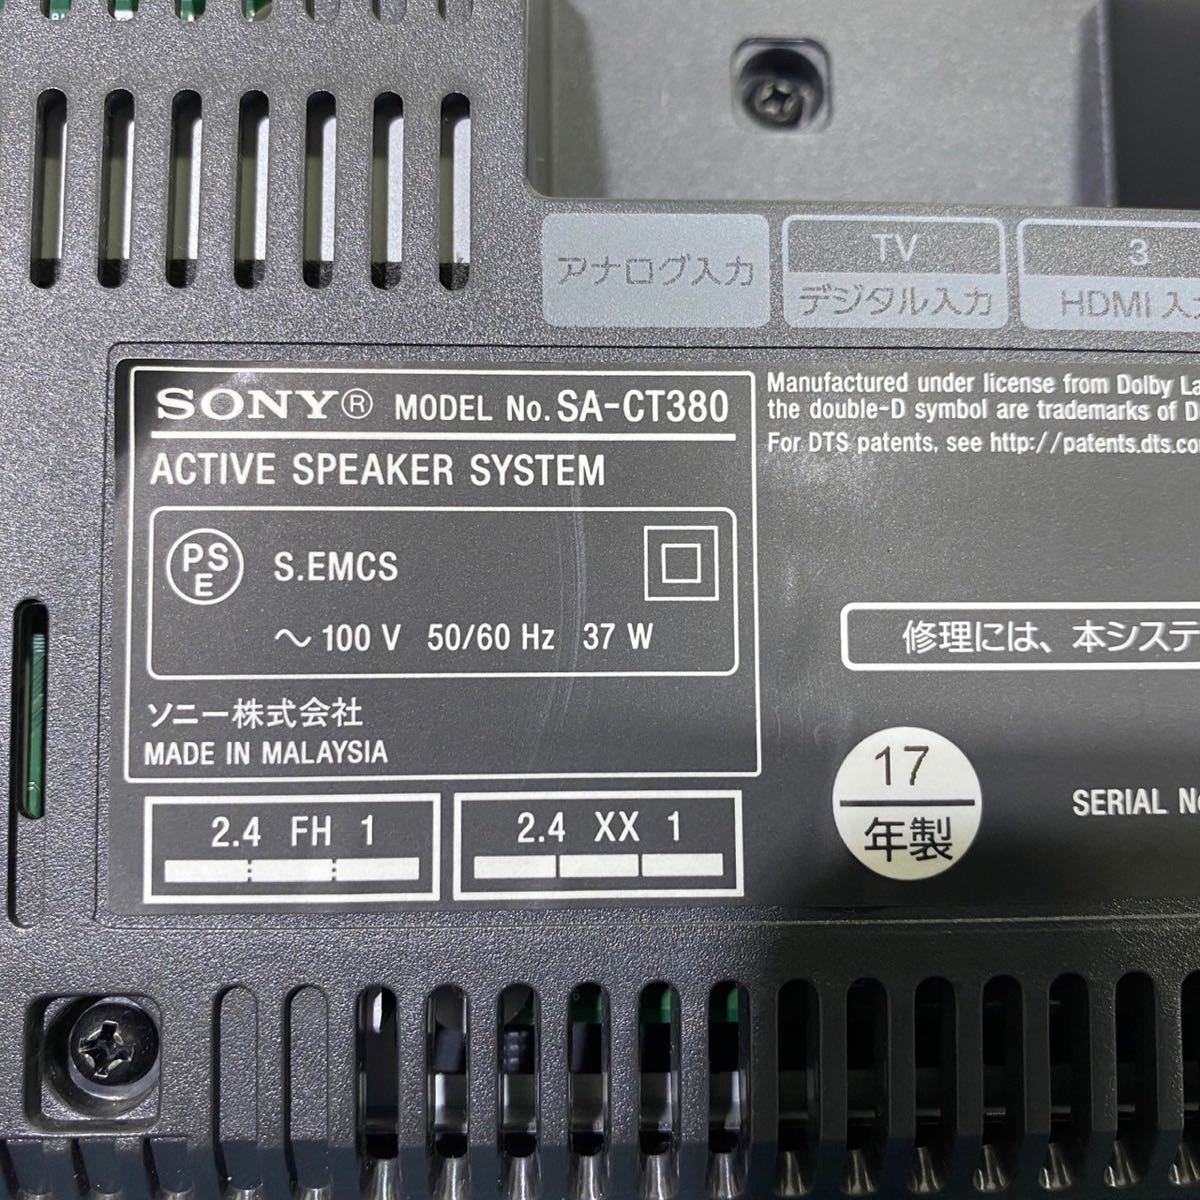 アナログ入力
TV
デジタル入力
3
HDMI 入
SONY® MODEL No. SA-CT380
ACTIVE SPEAKER SYSTEM
PS
E
S.EMCS
～ 100 V 50/60 Hz 37 W
ソニー株式会社
MADE IN MALAYSIA
2.4 FH 1
2.4 XX 1
Manufactured under license from Dolby La
the double-D symbol are trademarks of D
For DTS patents, see http://patents.dts.co
修理には、本システ
17
年製
SERIAL No